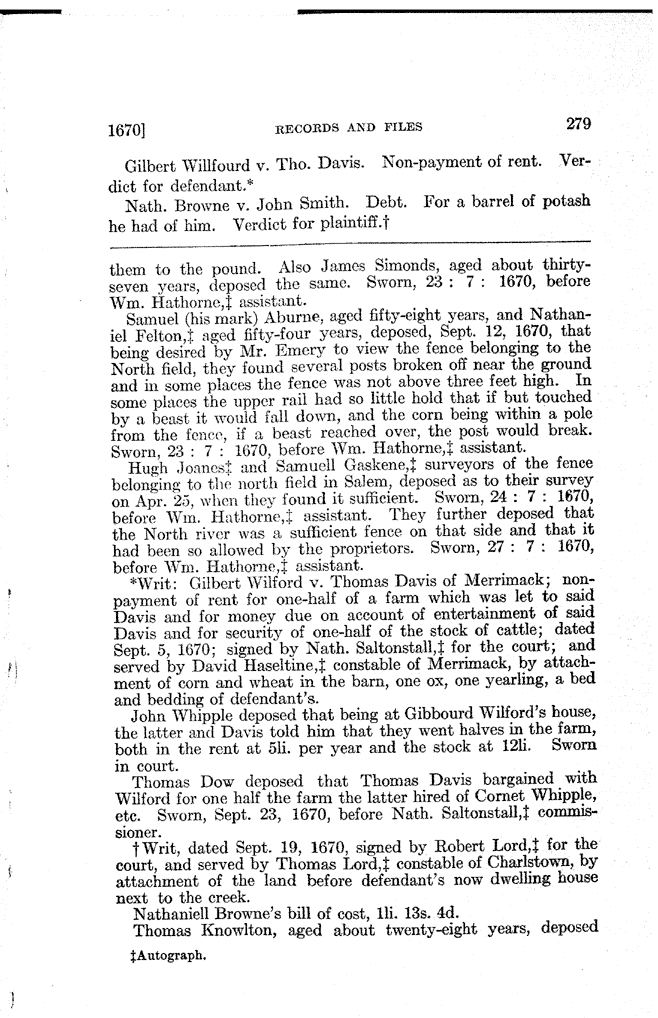 1670] RECORDS AND FILES 279
Gilbert Willfourd v. Tho. Davis. Non-payment of rent. Ver-
dict for defendant.*
Nath. Browne v. John Smith. Debt. For a barrel of potash
he had of him. Verdict for plaintiff.†
them to the pound. Also James Simonds, aged about thirty-
seven years, deposed the same. Sworn, 23 : 7 : 1670, before
Wm. Hathorne,‡ assistant.
Samuel (his mark) Aburne, aged fifty-eight years, and Nathan-
iel Felton,‡ aged fifty-four years, deposed, Sept. 12, 1670, that
being desired by Mr. Emery to view the fence belonging to the
North field, they found several posts broken off near the ground
and in some places the fence was not above three feet high. In
some places the upper rail had so little hold that if but touched
by a beast it would fall down, and the corn being within a pole
from the fence, if a beast reached over, the post would break.
Sworn, 23 : 7 : 1670, before Wm. Hathorne,‡ assistant.
Hugh Joanes‡ and Samuell Gaskene,‡ surveyors of the fence
belonging to the north field in Salem, deposed as to their survey
on Apr. 25, when they found it sufficient. Sworn, 24 : 7 : 1670,
before Wm. Hathorne,‡ assistant. They further deposed that
the North river was a sufficient fence on that side and that it
had been so allowed by the proprietors. Sworn, 27 : 7 : 1670,
before Wm. Hathorne,‡ assistant.
*Writ: Gilbert Wilford v. Thomas Davis of Merrimack; non-
payment of rent for one-half of a farm which was let to said
Davis and for money due on account of entertainment of said
Davis and for security of one-half of the stock of cattle; dated
Sept. 5, 1670; signed by Nath. Saltonstall,‡ for the court; and
served by David Haseltine,‡ constable of Merrimack, by attach-
ment of corn and wheat in the barn, one ox, one yearling, a bed
and bedding of defendant's.
John Whipple deposed that being at Gibbourd Wilford's house,
the latter and Davis told him that they went halves in the farm,
both in the rent at 5li. per year and the stock at 12li. Sworn
in court.
Thomas Dow deposed that Thomas Davis bargained with
Wilford for one half the farm the latter hired of Cornet Whipple,
etc. Sworn, Sept. 23, 1670, before Nath. Saltonstall,‡ commis-
sioner.
†Writ, dated Sept. 19, 1670, signed by Robert Lord,‡ for the
court, and served by Thomas Lord,‡ constable of Charlstown, by
attachment of the land before defendant's now dwelling house
next to the creek.
Nathaniell Browne's bill of cost, 1li. 13s. 4d.
Thomas Knowlton, aged about twenty-eight years, deposed
‡Autograph.